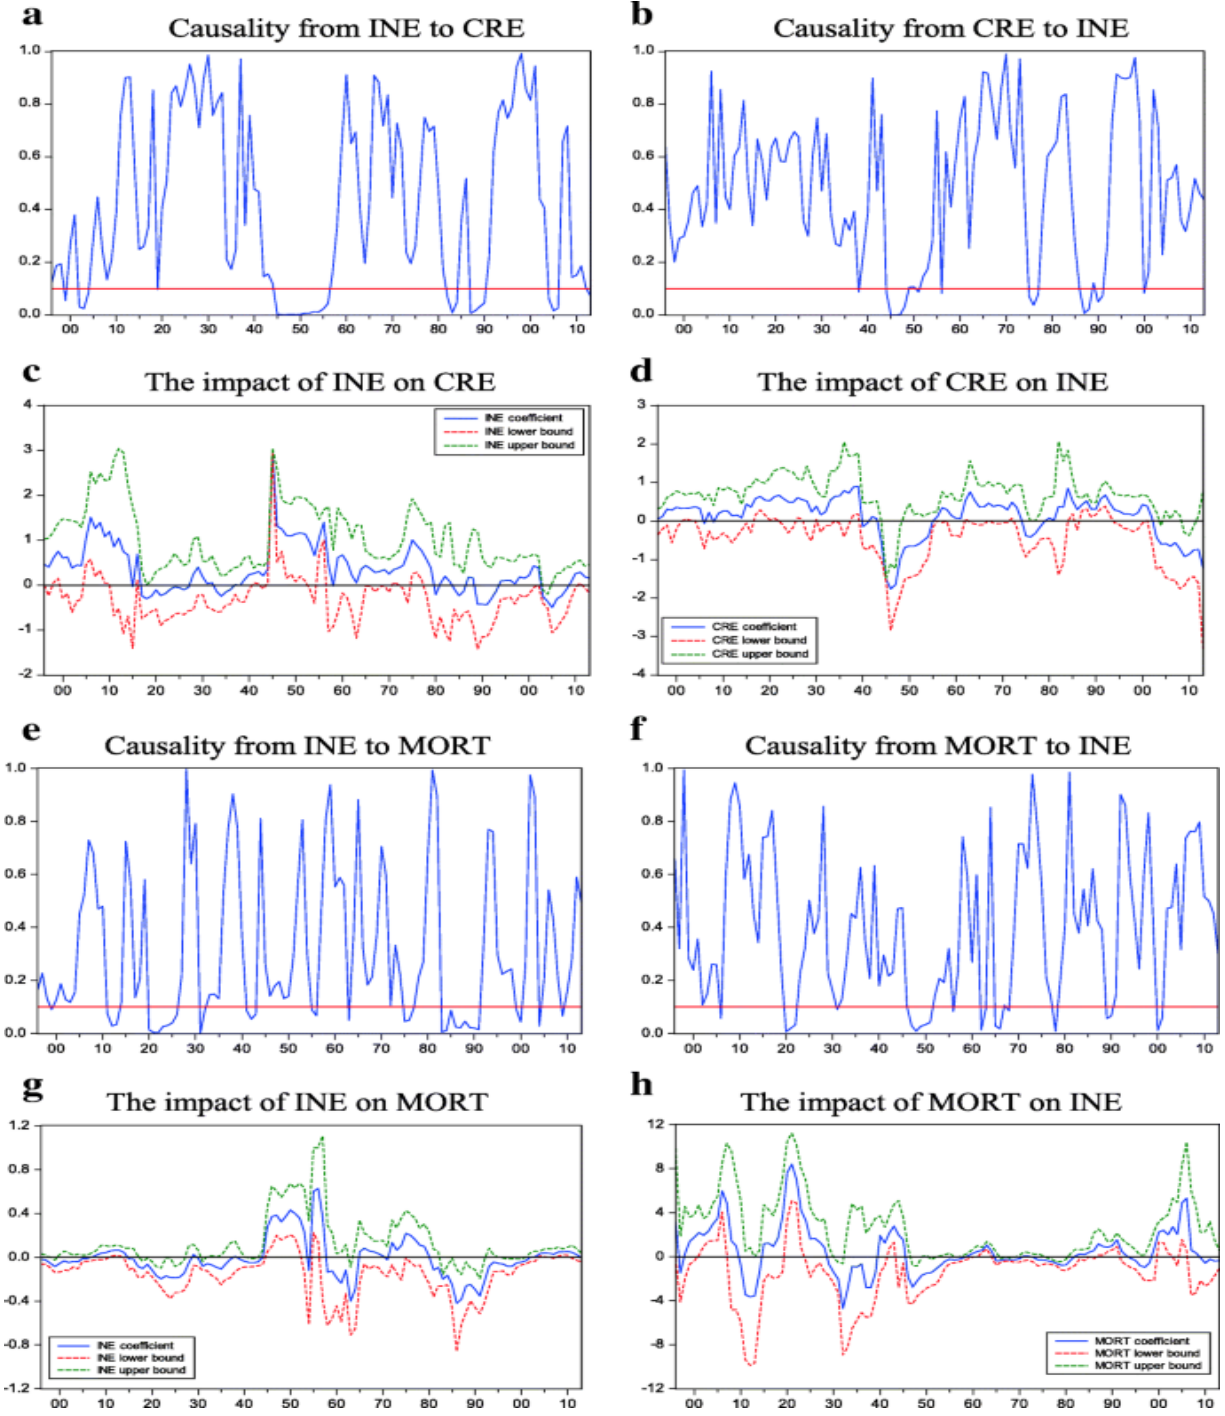 a
Causality from INE to CRE
1.0
0.8
0.6
0.4
0.2
0.0
00 10 20 30 40 50 60 70 80 90 00 10
b
Causality from CRE to INE
1.0
0.8
0.6
0.4
0.2
0.0
00 10 20 30 40 50 60 70 80 90 00 10
c
The impact of INE on CRE
4
3
2
1
0
-1
-2
INE coefficient
INE lower bound
INE upper bound
00 10 20 30 40 50 60 70 80 90 00 10
d
The impact of CRE on INE
3
2
1
0
-1
-2
-3
-4
CRE coefficient
CRE lower bound
CRE upper bound
00 10 20 30 40 50 60 70 80 90 00 10
e
Causality from INE to MORT
1.0
0.8
0.6
0.4
0.2
0.0
00 10 20 30 40 50 60 70 80 90 00 10
f
Causality from MORT to INE
1.0
0.8
0.6
0.4
0.2
0.0
00 10 20 30 40 50 60 70 80 90 00 10
g
The impact of INE on MORT
1.2
0.8
0.4
0.0
-0.4
-0.8
-1.2
INE coefficient
INE lower bound
INE upper bound
00 10 20 30 40 50 60 70 80 90 00 10
h
The impact of MORT on INE
12
8
4
0
-4
-8
-12
MORT coefficient
MORT lower bound
MORT upper bound
00 10 20 30 40 50 60 70 80 90 00 10